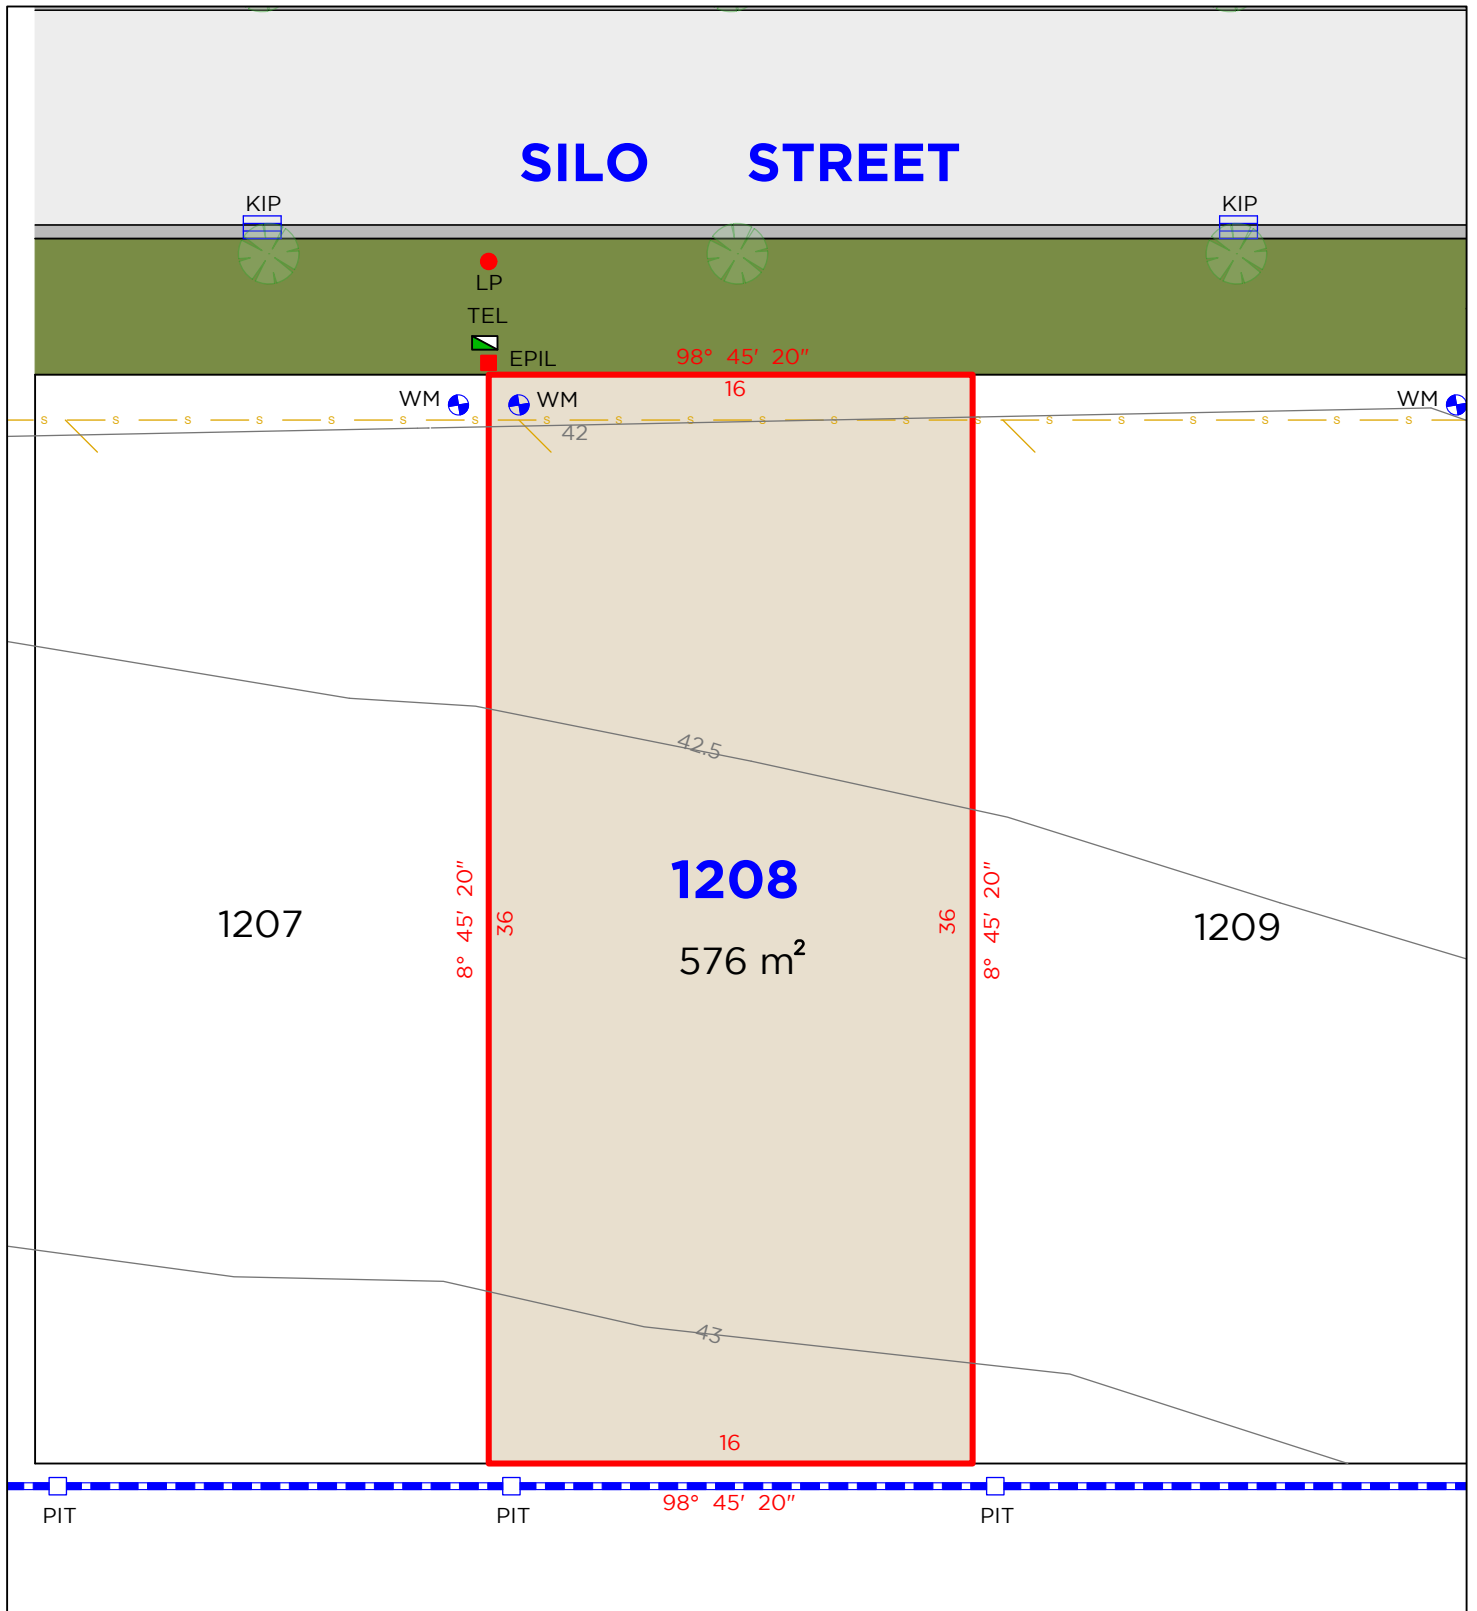 SILO STREET
KIP KIP
LP
TEL
EPIL
98° 45' 20"
16
WM WM WM
s s s s s s s s s s s s s s s s s s s s
42
42.5
1208
1207
8° 45' 20"
36
36
8° 45' 20"
1209
576 m²
43
16
98° 45' 20"
PIT PIT PIT